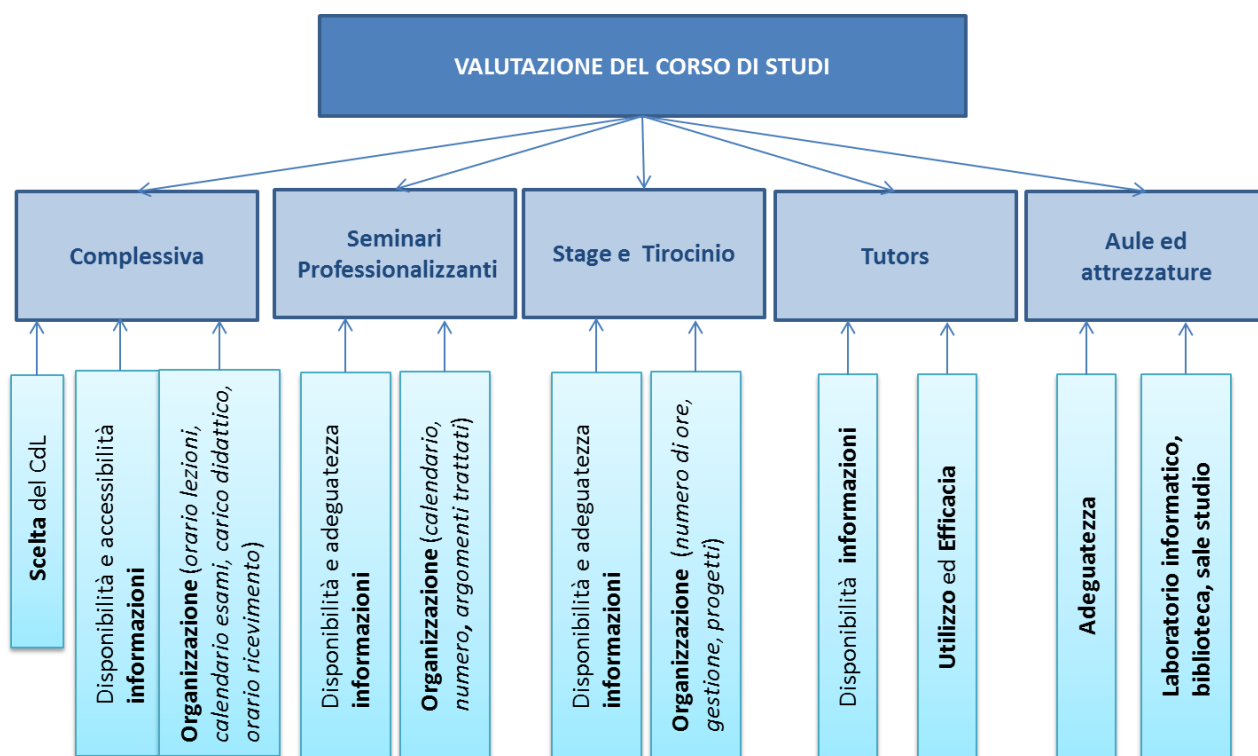 VALUTAZIONE DEL CORSO DI STUDI
Complessiva
Seminari
Professionalizzanti
Stage e Tirocinio
Tutors
Aule ed
attrezzature
Scelta del CdL
Disponibilità e accessibilità
informazioni
Organizzazione (orario lezioni,
calendario esami, carico didattico,
orario ricevimento)
Disponibilità e adeguatezza
informazioni
Organizzazione (calendario,
numero, argomenti trattati)
Disponibilità e adeguatezza
informazioni
Organizzazione (numero di ore,
gestione, progetti)
Disponibilità informazioni
Utilizzo ed Efficacia
Adeguatezza
Laboratorio informatico,
biblioteca, sale studio